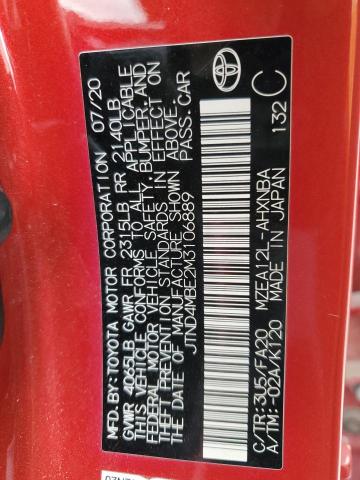 MFD.BY:TOYOTA MOTOR CORPORATION 07/20
GVWR 4065LB GAWR FR 2315LB RR 2140LB
THIS VEHICLE CONFORMS TO ALL APPLICABLE
FEDERAL MOTOR VEHICLE SAFETY, BUMPER, AND
THEFT PREVENTION STANDARDS IN EFFECT ON
THE DATE OF MANUFACTURE SHOWN ABOVE.
JTND4MBE2M3106889 PASS.CAR
C/TR:3U5/FA20 MZEA12L-AHXNBA
A/TM:-02A/K120 MADE IN JAPAN
132 C
TOYOTA